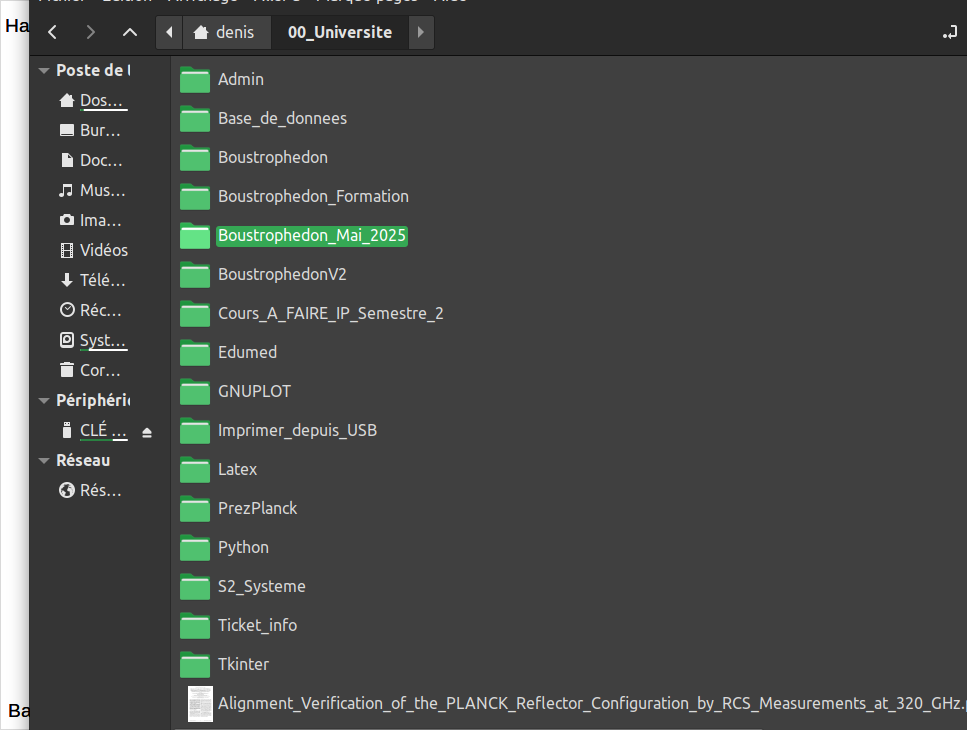 Ha
denis
00_Universite
Poste de t
Dos...
Bur...
Doc...
Mus...
Ima...
Vidéos
Télé...
Réc...
Syst...
Cor...
Périphérie
CLÉ ...
Réseau
Rés...
Admin
Base_de_donnees
Boustrophedon
Boustrophedon_Formation
Boustrophedon_Mai_2025
BoustrophedonV2
Cours_A_FAIRE_IP_Semestre_2
Edumed
GNUPLOT
Imprimer_depuis_USB
Latex
PrezPlanck
Python
S2_Systeme
Ticket_info
Tkinter
Alignment_Verification_of_the_PLANCK_Reflector_Configuration_by_RCS_Measurements_at_320_GHz.p
Ba